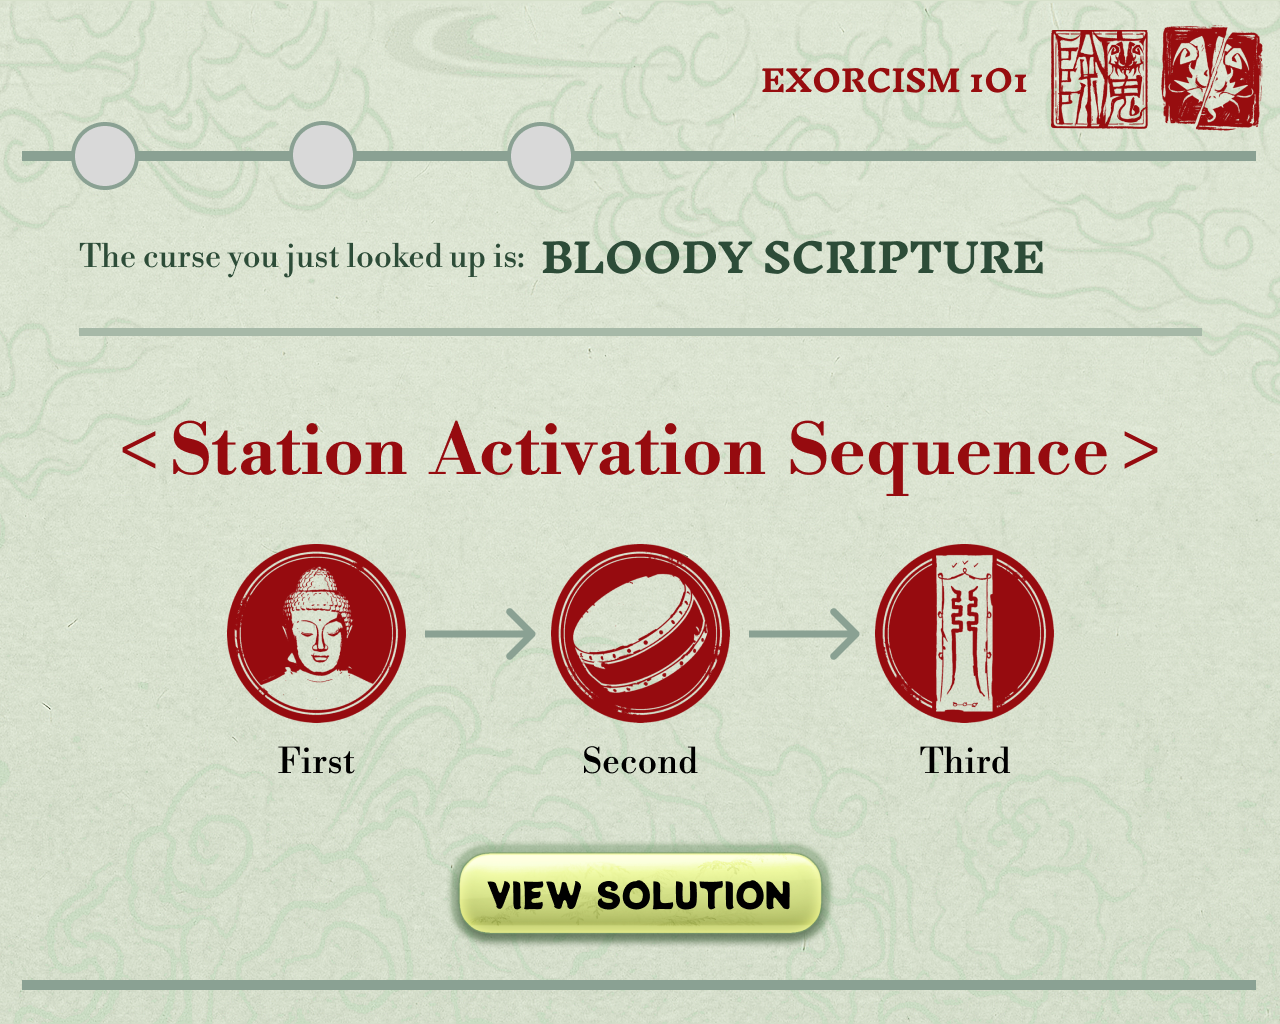 EXORCISM 101
The curse you just looked up is: BLOODY SCRIPTURE
< Station Activation Sequence >
First Second Third
VIEW SOLUTION